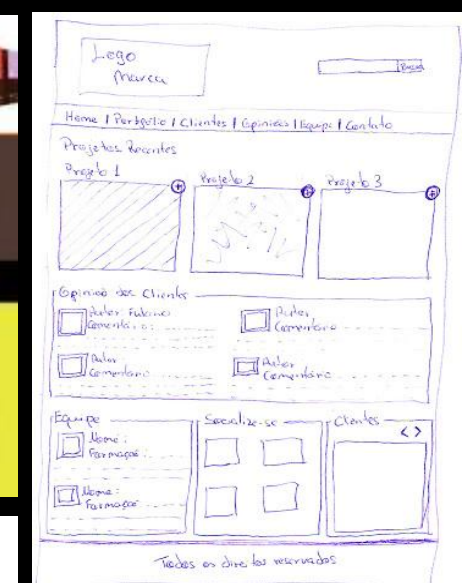 Logo
Marca
Buscar
Home | Portfólio | Clientes | Opiniões | Equipe | Contato
Projetos Recentes
Projeto 1
Projeto 2
Projeto 3
Opinião dos Clientes
Autor: Fulano
Comentário:
Autor
Comentário
Autor
Comentário
Autor
Comentário
Equipe
Nome:
Formação:
Nome:
Formação
Socialize-se
Clientes
< >
Todos os direitos reservados